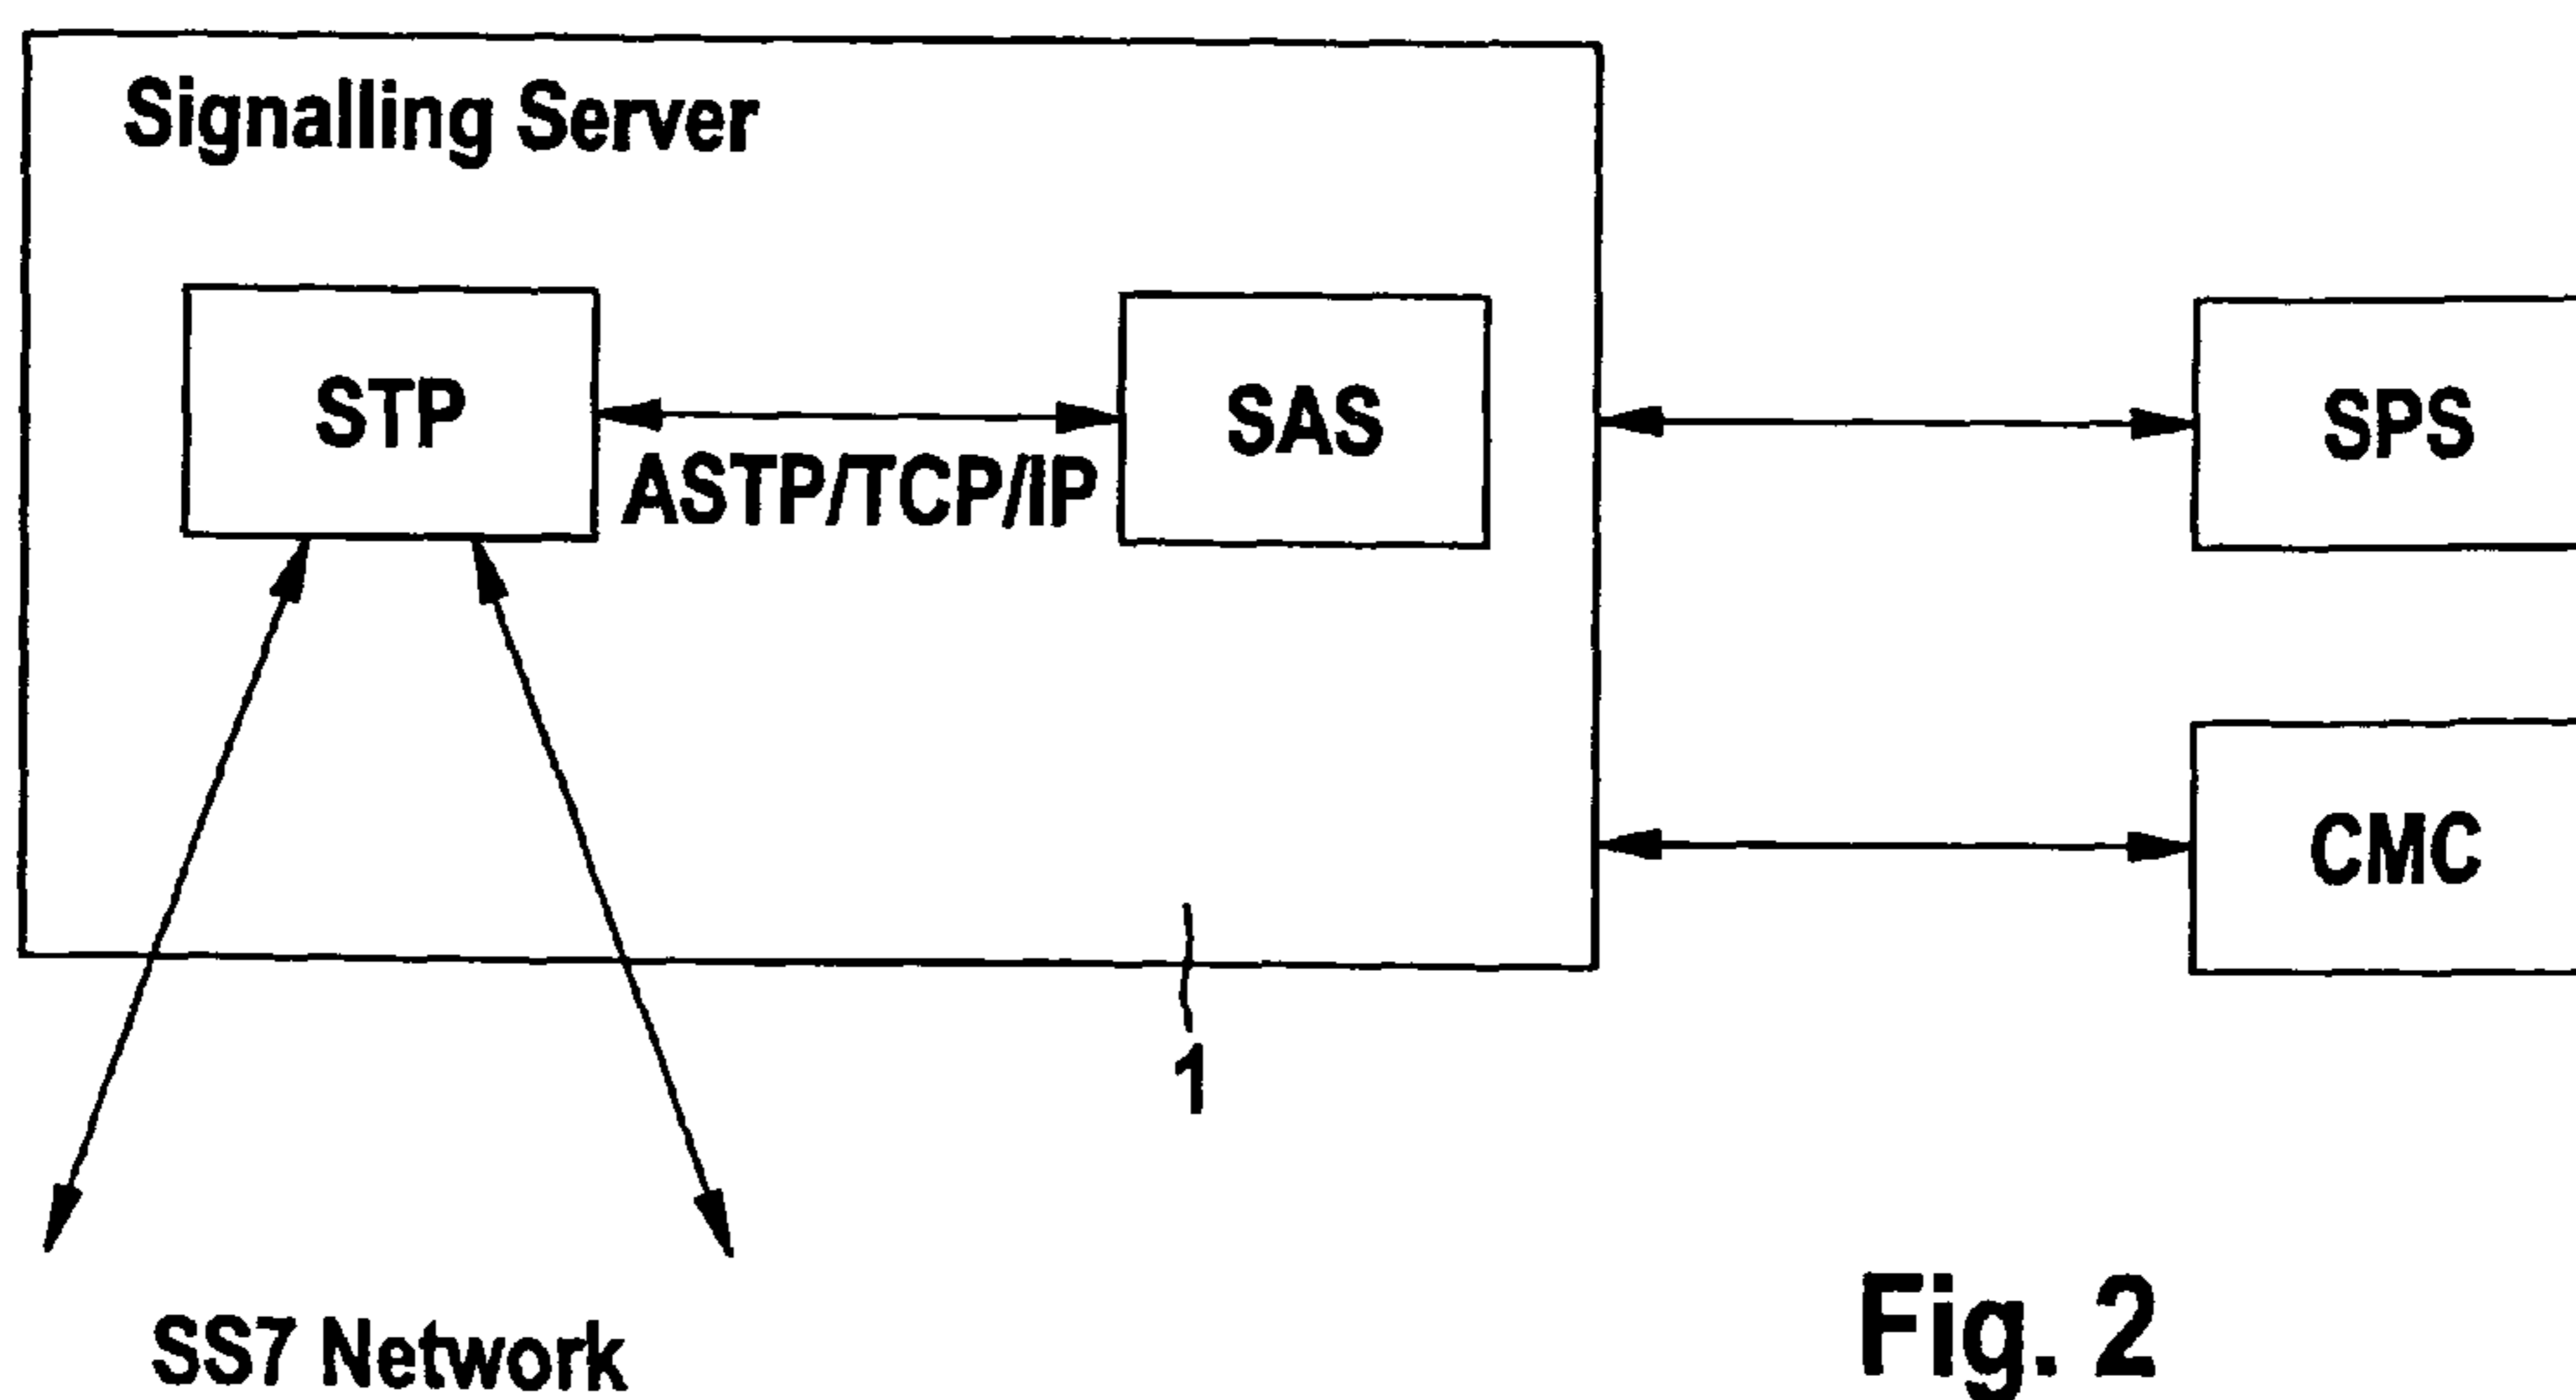 Signalling Server
STP
SAS
SPS
ASTP/TCP/IP
CMC
1
SS7 Network
Fig. 2